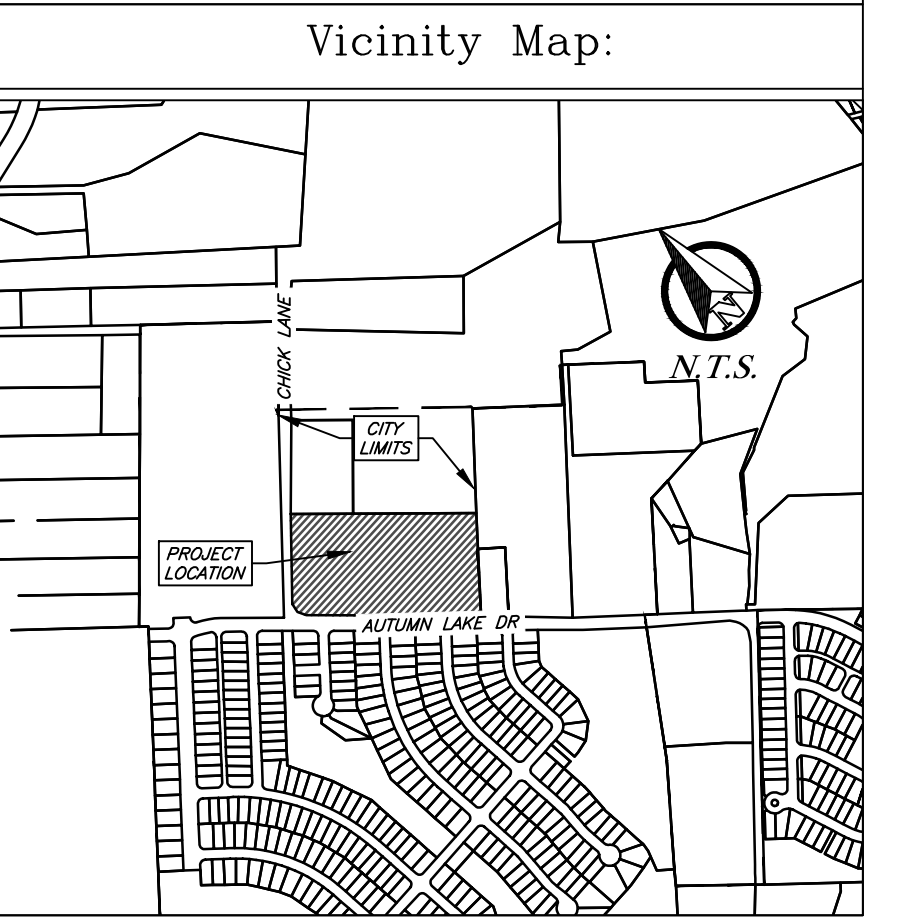 Vicinity Map:
N
N.T.S.
CHICK LANE
CITY
LIMITS
PROJECT
LOCATION
AUTUMN LAKE DR